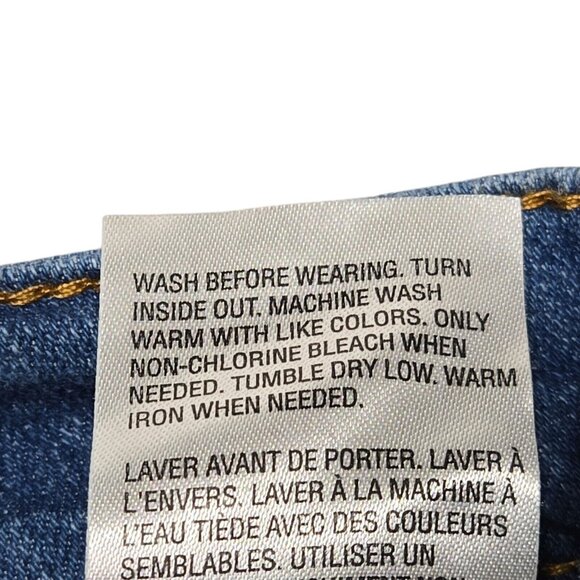 WASH BEFORE WEARING. TURN
INSIDE OUT. MACHINE WASH
WARM WITH LIKE COLORS. ONLY
NON-CHLORINE BLEACH WHEN
NEEDED. TUMBLE DRY LOW. WARM
IRON WHEN NEEDED.
LAVER AVANT DE PORTER. LAVER À
L'ENVERS. LAVER À LA MACHINE À
L'EAU TIÈDE AVEC DES COULEURS
SEMBLABLES. UTILISER UN